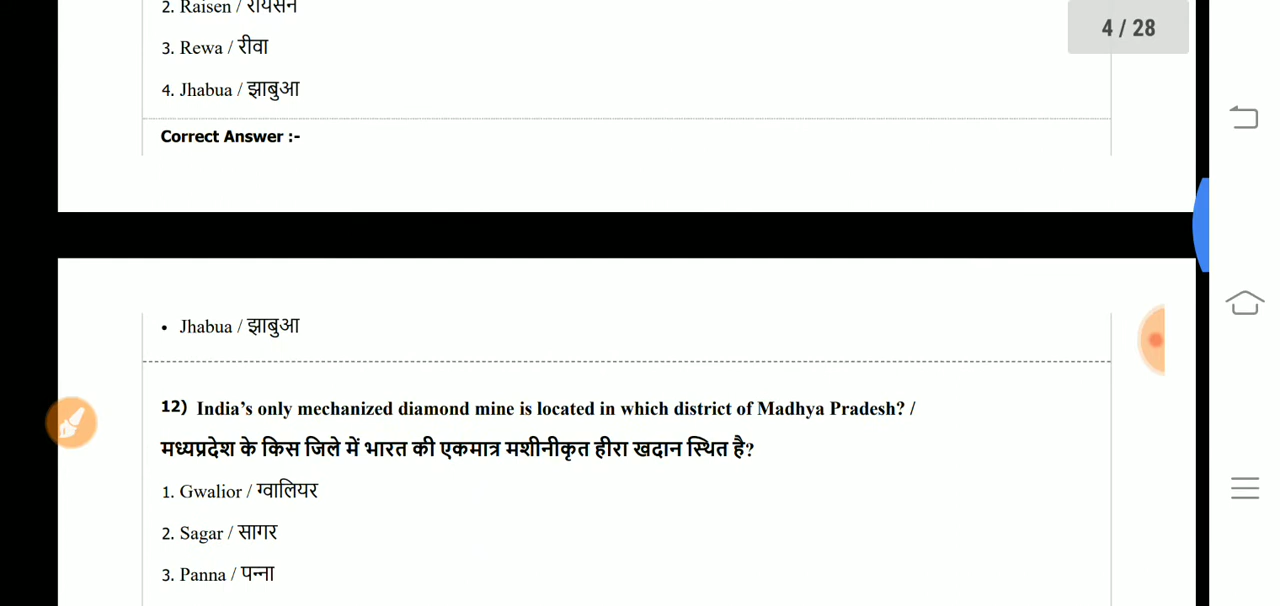 2. Raisen / रायसेन
4 / 28
3. Rewa / रीवा
4. Jhabua / झाबुआ
Correct Answer :-
• Jhabua / झाबुआ
12) India’s only mechanized diamond mine is located in which district of Madhya Pradesh? /
मध्यप्रदेश के किस जिले में भारत की एकमात्र मशीनीकृत हीरा खदान स्थित है?
1. Gwalior / ग्वालियर
2. Sagar / सागर
3. Panna / पन्ना